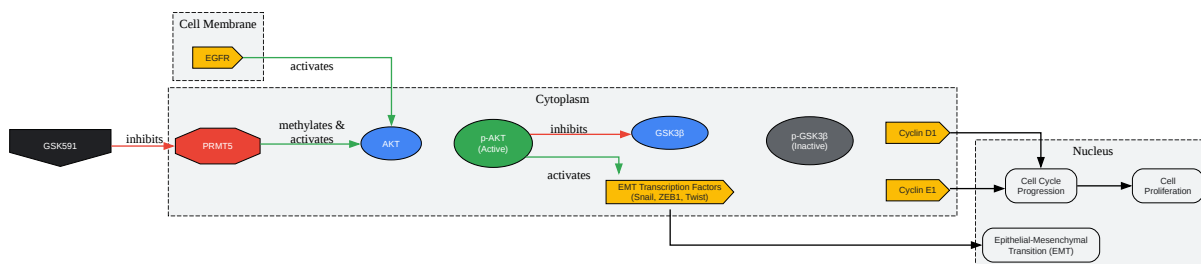 Cell Membrane
EGFR
activates
Cytoplasm
GSK591
inhibits
PRMT5
methylates &
activates
AKT
p-AKT
(Active)
inhibits
GSK3β
p-GSK3β
(Inactive)
activates
EMT Transcription Factors
(Snail, ZEB1, Twist)
Cyclin D1
Cyclin E1
Nucleus
Cell Cycle
Progression
Cell
Proliferation
Epithelial-Mesenchymal
Transition (EMT)